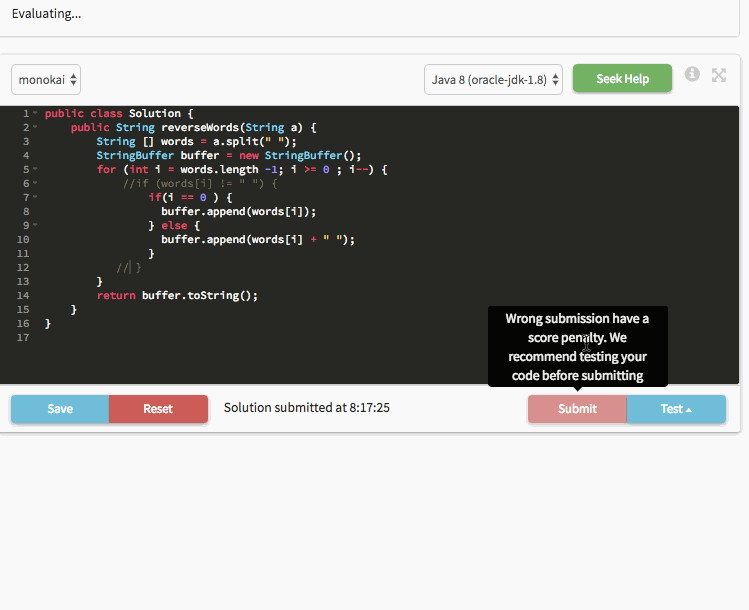 Evaluating...
monokai
Java 8 (oracle-jdk-1.8)
Seek Help
1 public class Solution {
2 public String reverseWords(String a) {
3 String [] words = a.split(" ");
4 StringBuffer buffer = new StringBuffer();
5 for (int i = words.length -1; i >= 0 ; i--) {
6 //if (words[i] != " ") {
7 if(i == 0 ) {
8 buffer.append(words[i]);
9 } else {
10 buffer.append(words[i] + " ");
11 }
12 // }
13 }
14 return buffer.toString();
15 }
16 }
17
Wrong submission have a
score penalty. We
recommend testing your
code before submitting
Save
Reset
Solution submitted at 8:17:25
Submit
Test